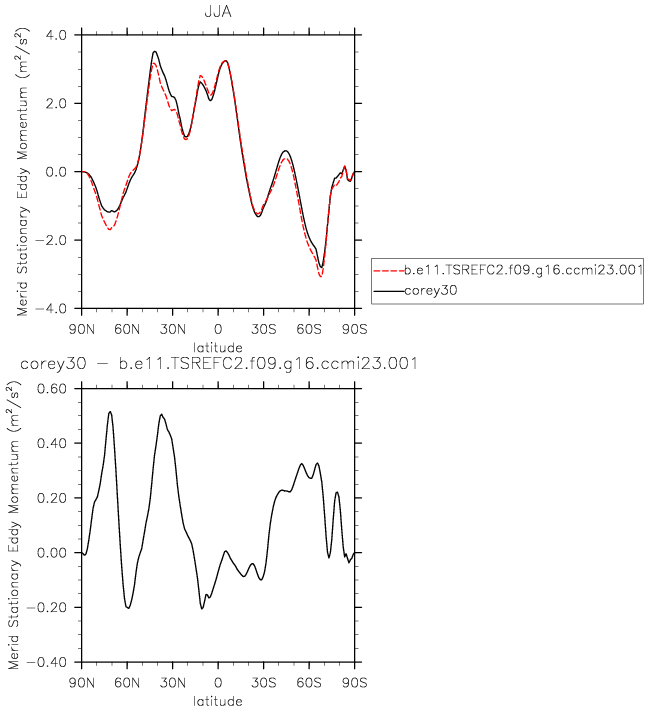 JJA
Merid Stationary Eddy Momentum (m²/s²)
4.0
2.0
0.0
−2.0
−4.0
90N 60N 30N 0 30S 60S 90S
latitude
b.e11.TSREFC2.f09.g16.ccmi23.001
corey30
corey30 − b.e11.TSREFC2.f09.g16.ccmi23.001
Merid Stationary Eddy Momentum (m²/s²)
0.60
0.40
0.20
0.00
−0.20
−0.40
90N 60N 30N 0 30S 60S 90S
latitude